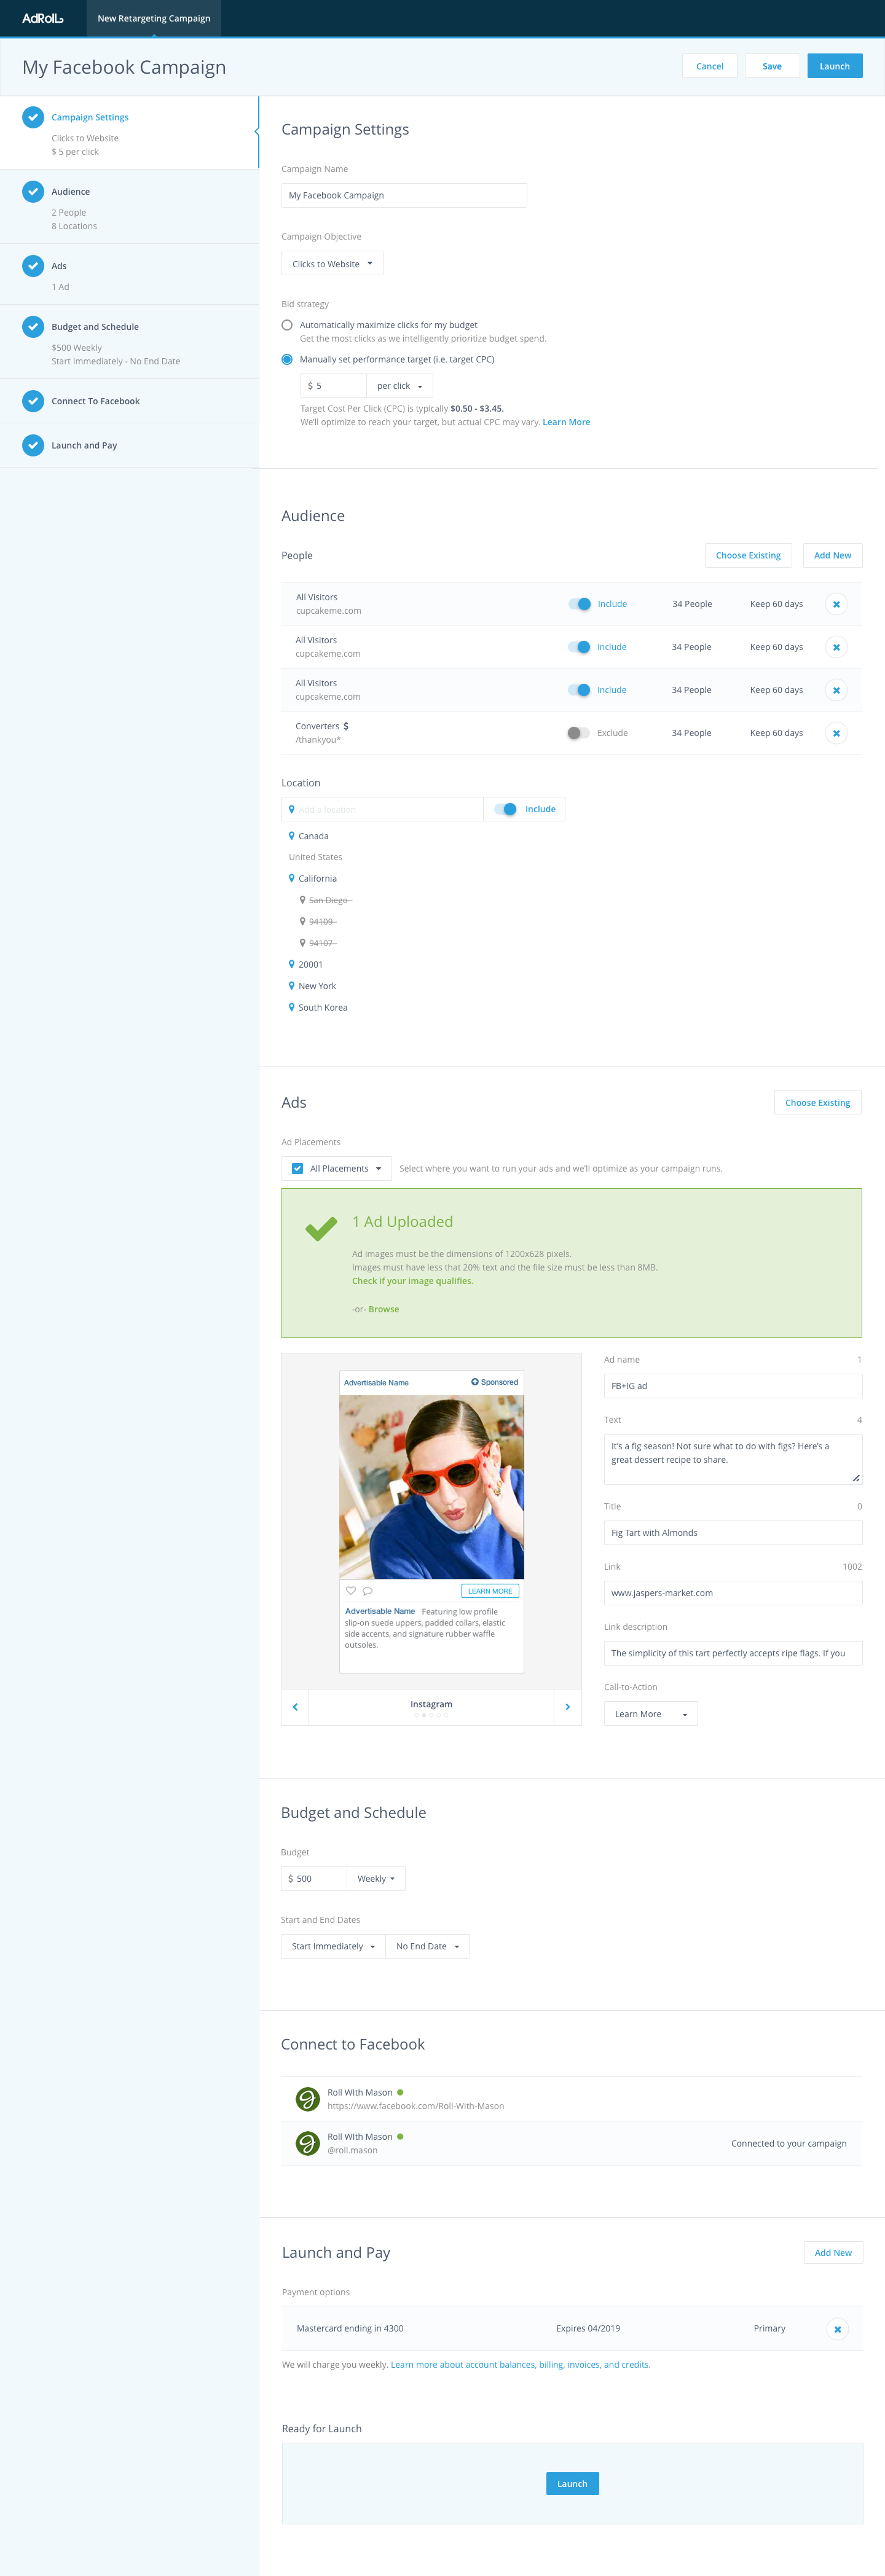 AdRoll
New Retargeting Campaign
My Facebook Campaign
Cancel
Save
Launch
Campaign Settings
Clicks to Website
$ 5 per click
Audience
2 People
8 Locations
Ads
1 Ad
Budget and Schedule
$500 Weekly
Start Immediately - No End Date
Connect To Facebook
Launch and Pay
Campaign Settings
Campaign Name
My Facebook Campaign
Campaign Objective
Clicks to Website
Bid strategy
Automatically maximize clicks for my budget
Get the most clicks as we intelligently prioritize budget spend.
Manually set performance target (i.e. target CPC)
$ 5
per click
Target Cost Per Click (CPC) is typically $0.50 - $3.45.
We'll optimize to reach your target, but actual CPC may vary. Learn More
Audience
People
Choose Existing
Add New
All Visitors
cupcakeme.com
Include
34 People
Keep 60 days
All Visitors
cupcakeme.com
Include
34 People
Keep 60 days
All Visitors
cupcakeme.com
Include
34 People
Keep 60 days
Converters $
/thankyou*
Exclude
34 People
Keep 60 days
Location
Add a location
Include
Canada
United States
California
San Diego
94109
94107
20001
New York
South Korea
Ads
Choose Existing
Ad Placements
All Placements
Select where you want to run your ads and we'll optimize as your campaign runs.
1 Ad Uploaded
Ad images must be the dimensions of 1200x628 pixels.
Images must have less that 20% text and the file size must be less than 8MB.
Check if your image qualifies.
-or- Browse
Advertisable Name
Sponsored
LEARN MORE
Advertisable Name Featuring low profile
slip-on suede uppers, padded collars, elastic
side accents, and signature rubber waffle
outsoles.
Instagram
Ad name
1
FB+IG ad
Text
4
It's a fig season! Not sure what to do with figs? Here's a
great dessert recipe to share.
Title
0
Fig Tart with Almonds
Link
1002
www.jaspers-market.com
Link description
The simplicity of this tart perfectly accepts ripe flags. If you
Call-to-Action
Learn More
Budget and Schedule
Budget
$ 500
Weekly
Start and End Dates
Start Immediately
No End Date
Connect to Facebook
Roll WIth Mason
https://www.facebook.com/Roll-With-Mason
Roll WIth Mason
@roll.mason
Connected to your campaign
Launch and Pay
Add New
Payment options
Mastercard ending in 4300
Expires 04/2019
Primary
We will charge you weekly. Learn more about account balances, billing, invoices, and credits.
Ready for Launch
Launch